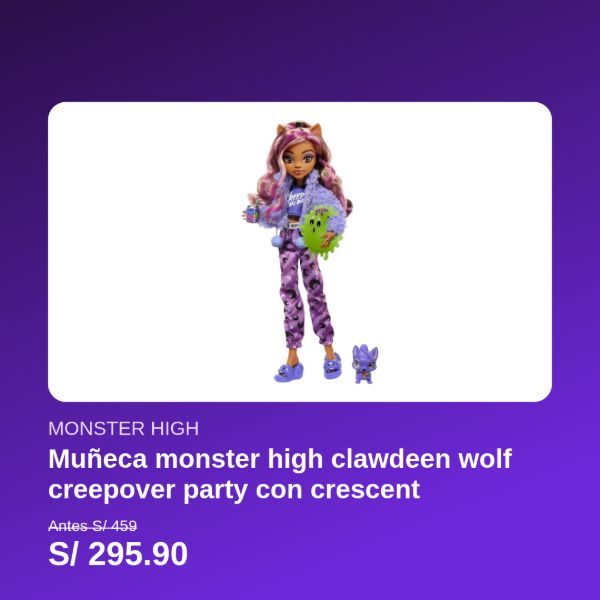 MONSTER HIGH
Muñeca monster high clawdeen wolf
creepover party con crescent
Antes S/ 459
S/ 295.90